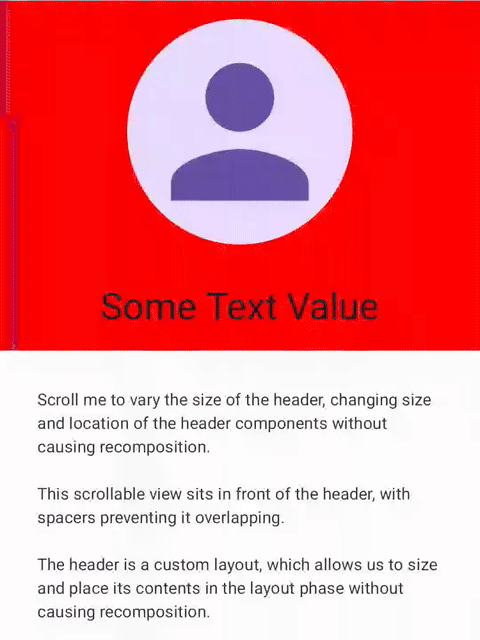 Some Text Value
Scroll me to vary the size of the header, changing size
and location of the header components without
causing recomposition.
This scrollable view sits in front of the header, with
spacers preventing it overlapping.
The header is a custom layout, which allows us to size
and place its contents in the layout phase without
causing recomposition.